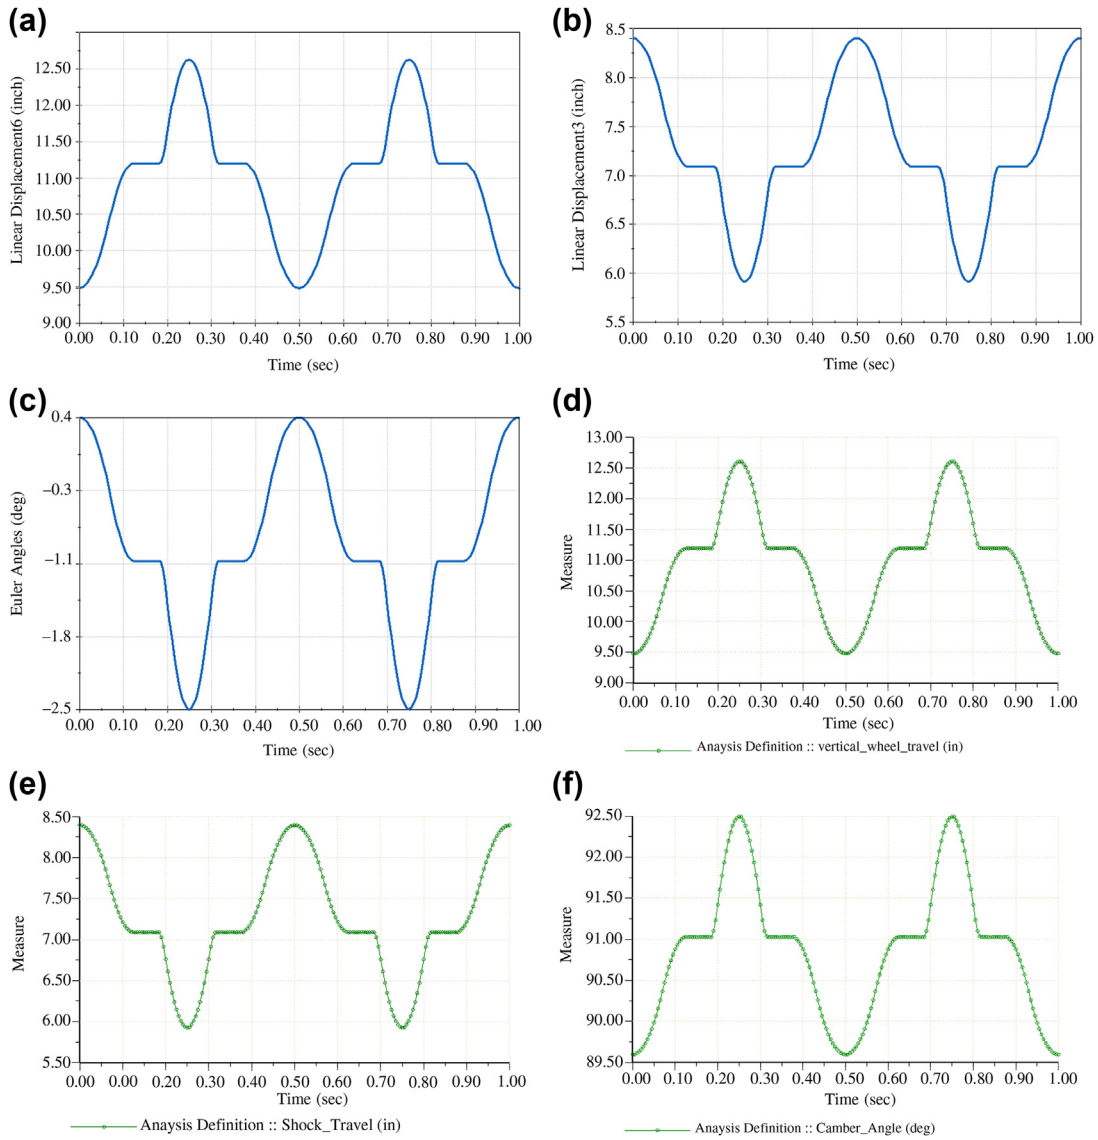 (a)
Linear Displacement6 (inch)
12.50
12.00
11.50
11.00
10.50
10.00
9.50
9.00
0.00 0.10 0.20 0.30 0.40 0.50 0.60 0.70 0.80 0.90 1.00
Time (sec)
(b)
Linear Displacement3 (inch)
8.5
8.0
7.5
7.0
6.5
6.0
5.5
0.00 0.10 0.20 0.30 0.40 0.50 0.60 0.70 0.80 0.90 1.00
Time (sec)
(c)
Euler Angles (deg)
0.4
−0.3
−1.1
−1.8
−2.5
0.00 0.10 0.20 0.30 0.40 0.50 0.60 0.70 0.80 0.90 1.00
Time (sec)
(d)
Measure
13.00
12.50
12.00
11.50
11.00
10.50
10.00
9.50
9.00
0.00 0.10 0.20 0.30 0.40 0.50 0.60 0.70 0.80 0.90 1.00
Time (sec)
Anaysis Definition :: vertical_wheel_travel (in)
(e)
Measure
8.50
8.00
7.50
7.00
6.50
6.00
5.50
0.00 0.00 0.20 0.30 0.40 0.50 0.60 0.70 0.80 0.90 1.00
Time (sec)
Anaysis Definition :: Shock_Travel (in)
(f)
Measure
92.50
92.00
91.50
91.00
90.50
90.00
89.50
0.00 0.10 0.20 0.30 0.40 0.50 0.60 0.70 0.80 0.90 1.00
Time (sec)
Anaysis Definition :: Camber_Angle (deg)